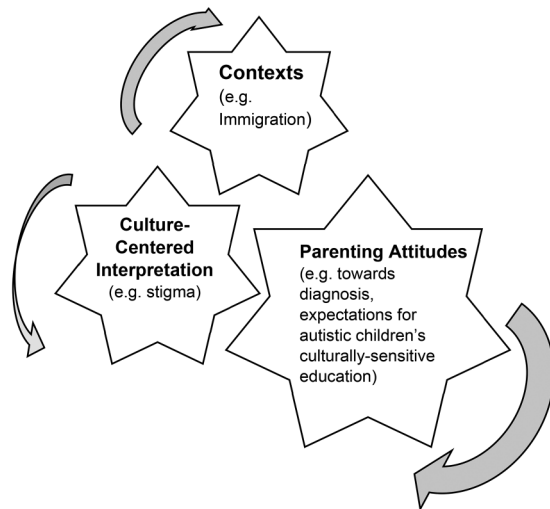 Contexts
(e.g.
Immigration)
Culture-
Centered
Interpretation
(e.g. stigma)
Parenting Attitudes
(e.g. towards
diagnosis,
expectations for
autistic children’s
culturally-sensitive
education)